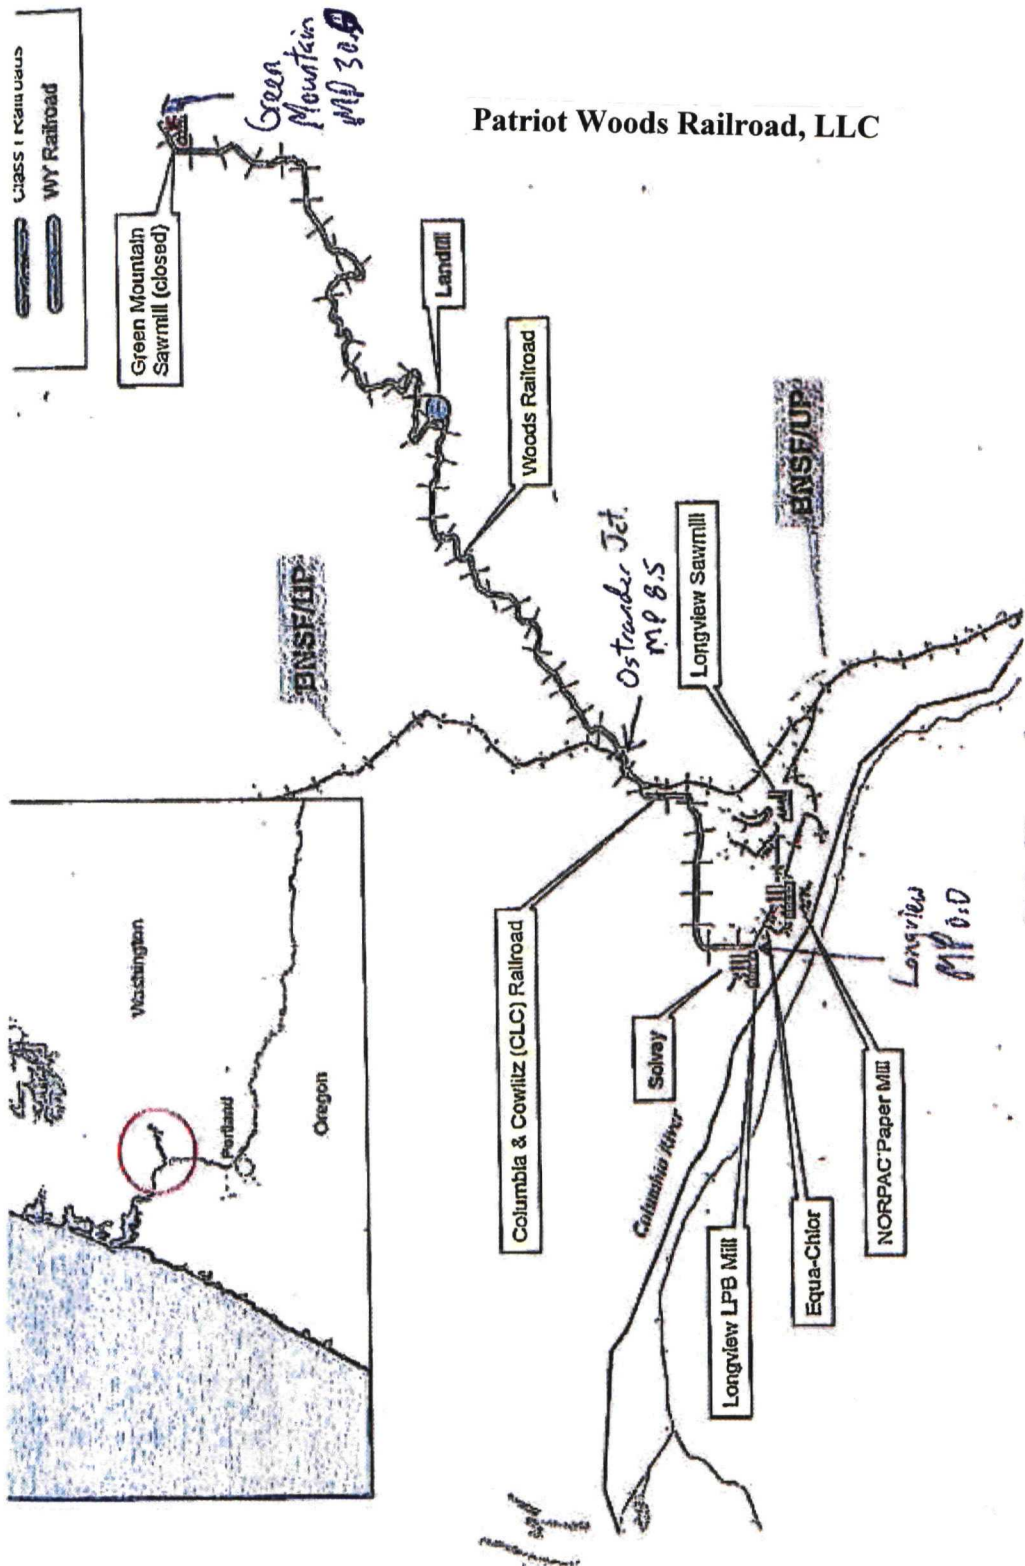 Patriot Woods Railroad, LLC
Class I Railroads
WY Railroad
Green Mountain
Sawmill (closed)
Green
Mountain
MP 30.0
Landfill
Woods Railroad
BNSF/UP
Ostrander Jct.
MP 8.5
Longview Sawmill
BNSF/UP
Columbia & Cowlitz (CLC) Railroad
Solvay
Columbia River
Longview LPB Mill
Equa-Chlor
NORPAC Paper Mill
Longview
MP 0.0
Washington
Portland
Oregon